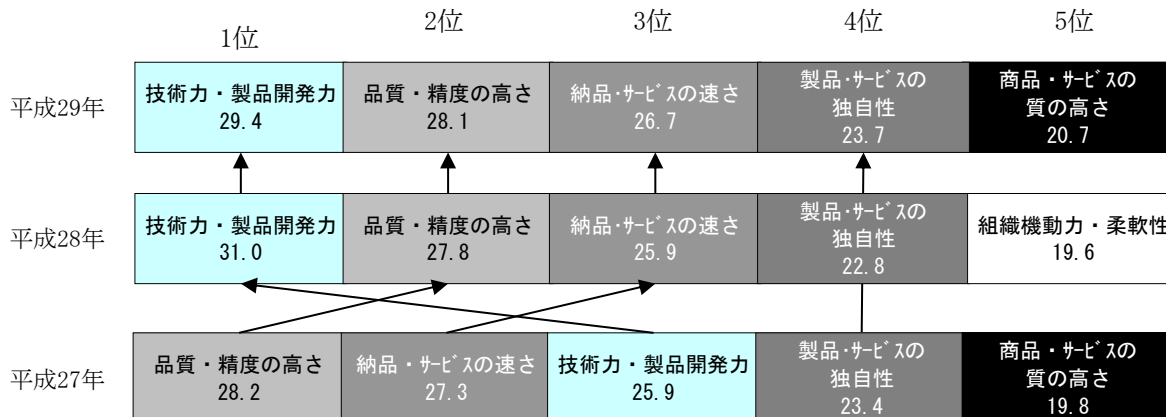 1位
2位
3位
4位
5位
平成29年
技術力・製品開発力
29.4
品質・精度の高さ
28.1
納品・ｻｰﾋﾞｽの速さ
26.7
製品・ｻｰﾋﾞｽの
独自性
23.7
商品・サービスの
質の高さ
20.7
平成28年
技術力・製品開発力
31.0
品質・精度の高さ
27.8
納品・ｻｰﾋﾞｽの速さ
25.9
製品・ｻｰﾋﾞｽの
独自性
22.8
組織機動力・柔軟性
19.6
平成27年
品質・精度の高さ
28.2
納品・サービスの速さ
27.3
技術力・製品開発力
25.9
製品・ｻｰﾋﾞｽの
独自性
23.4
商品・サービスの
質の高さ
19.8